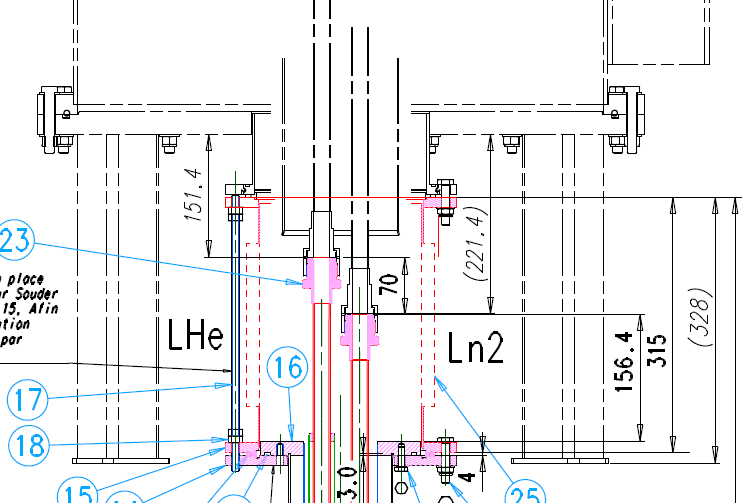 151.4
(221.4)
23
place
ur Souder
15, Afin
ation
par
70
(328)
LHe
Ln2
156.4
315
16
17
18
3.0
4
15
25